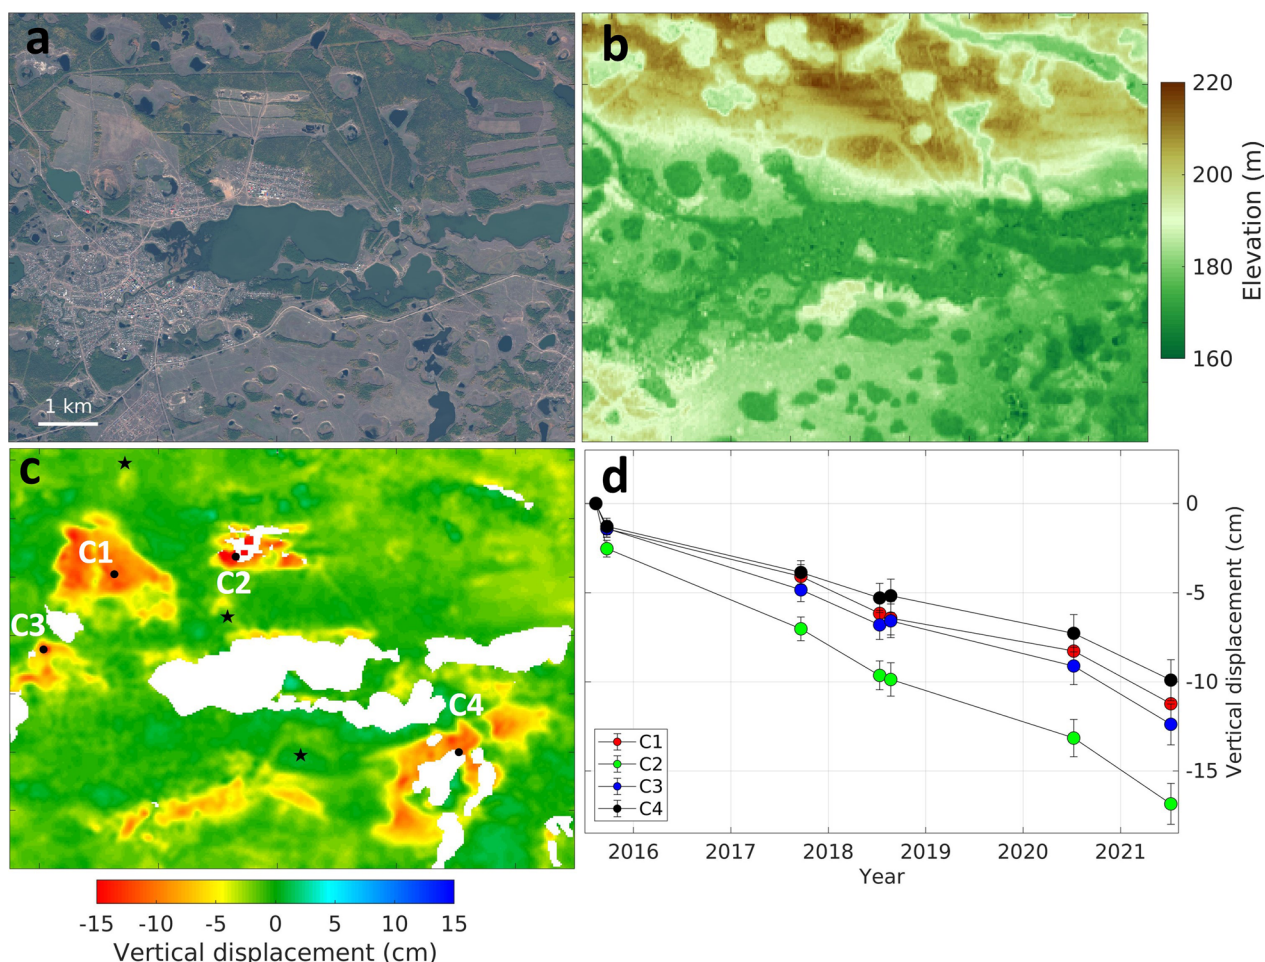 a
1 km
b
220
200
180
160
Elevation (m)
c
C1
C2
C3
C4
-15 -10 -5 0 5 10 15
Vertical displacement (cm)
d
0
-5
-10
-15
Vertical displacement (cm)
C1
C2
C3
C4
2016 2017 2018 2019 2020 2021
Year